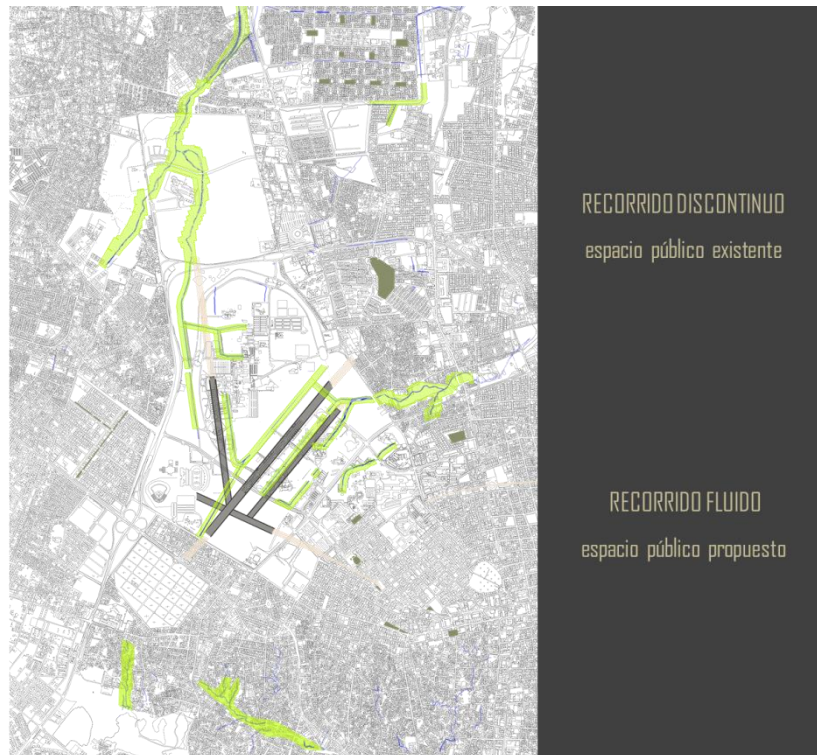 RECORRIDO DISCONTINUO
espacio público existente
RECORRIDO FLUIDO
espacio público propuesto